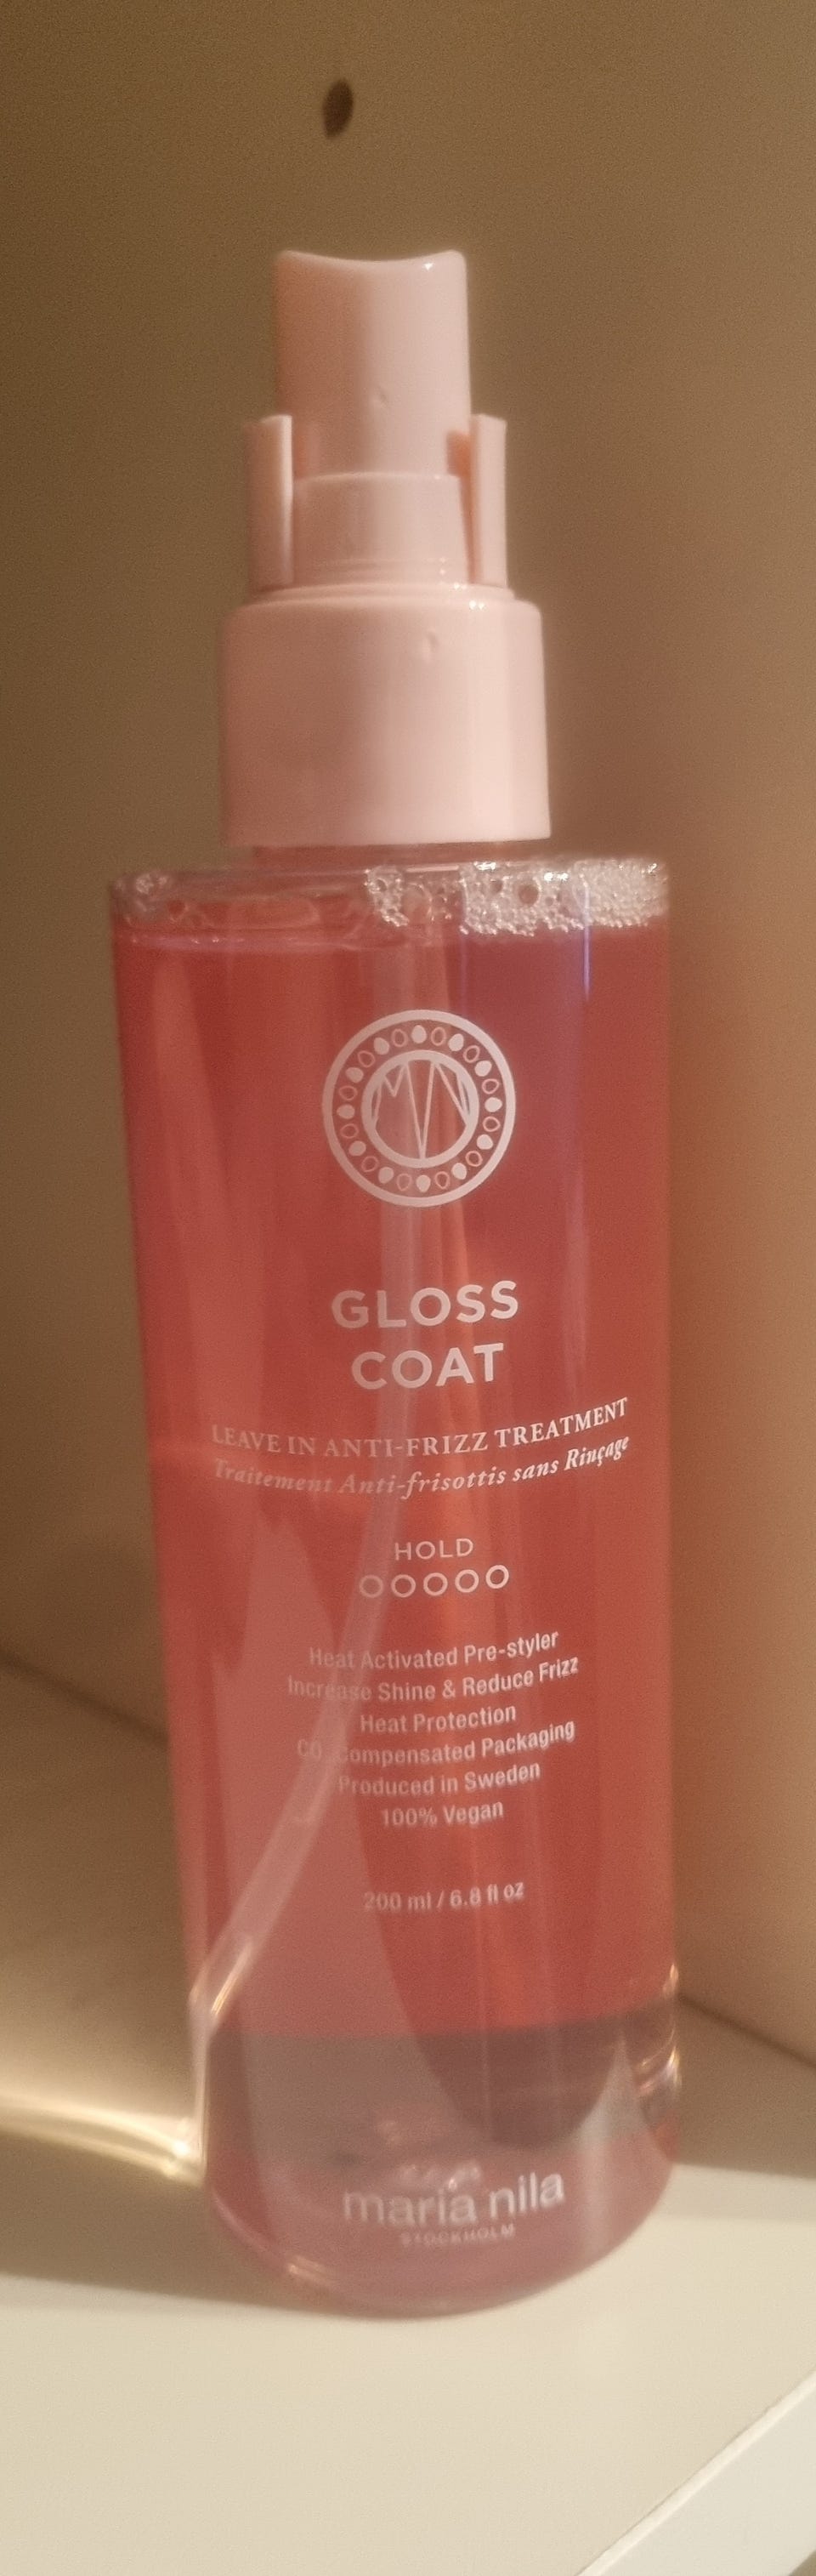 MN
GLOSS
COAT
LEAVE IN ANTI-FRIZZ TREATMENT
Traitement Anti-frisottis sans Rinçage
HOLD
Heat Activated Pre-styler
Increase Shine & Reduce Frizz
Heat Protection
CO₂ Compensated Packaging
Produced in Sweden
100% Vegan
200 ml / 6.8 fl oz
maria nila
STOCKHOLM